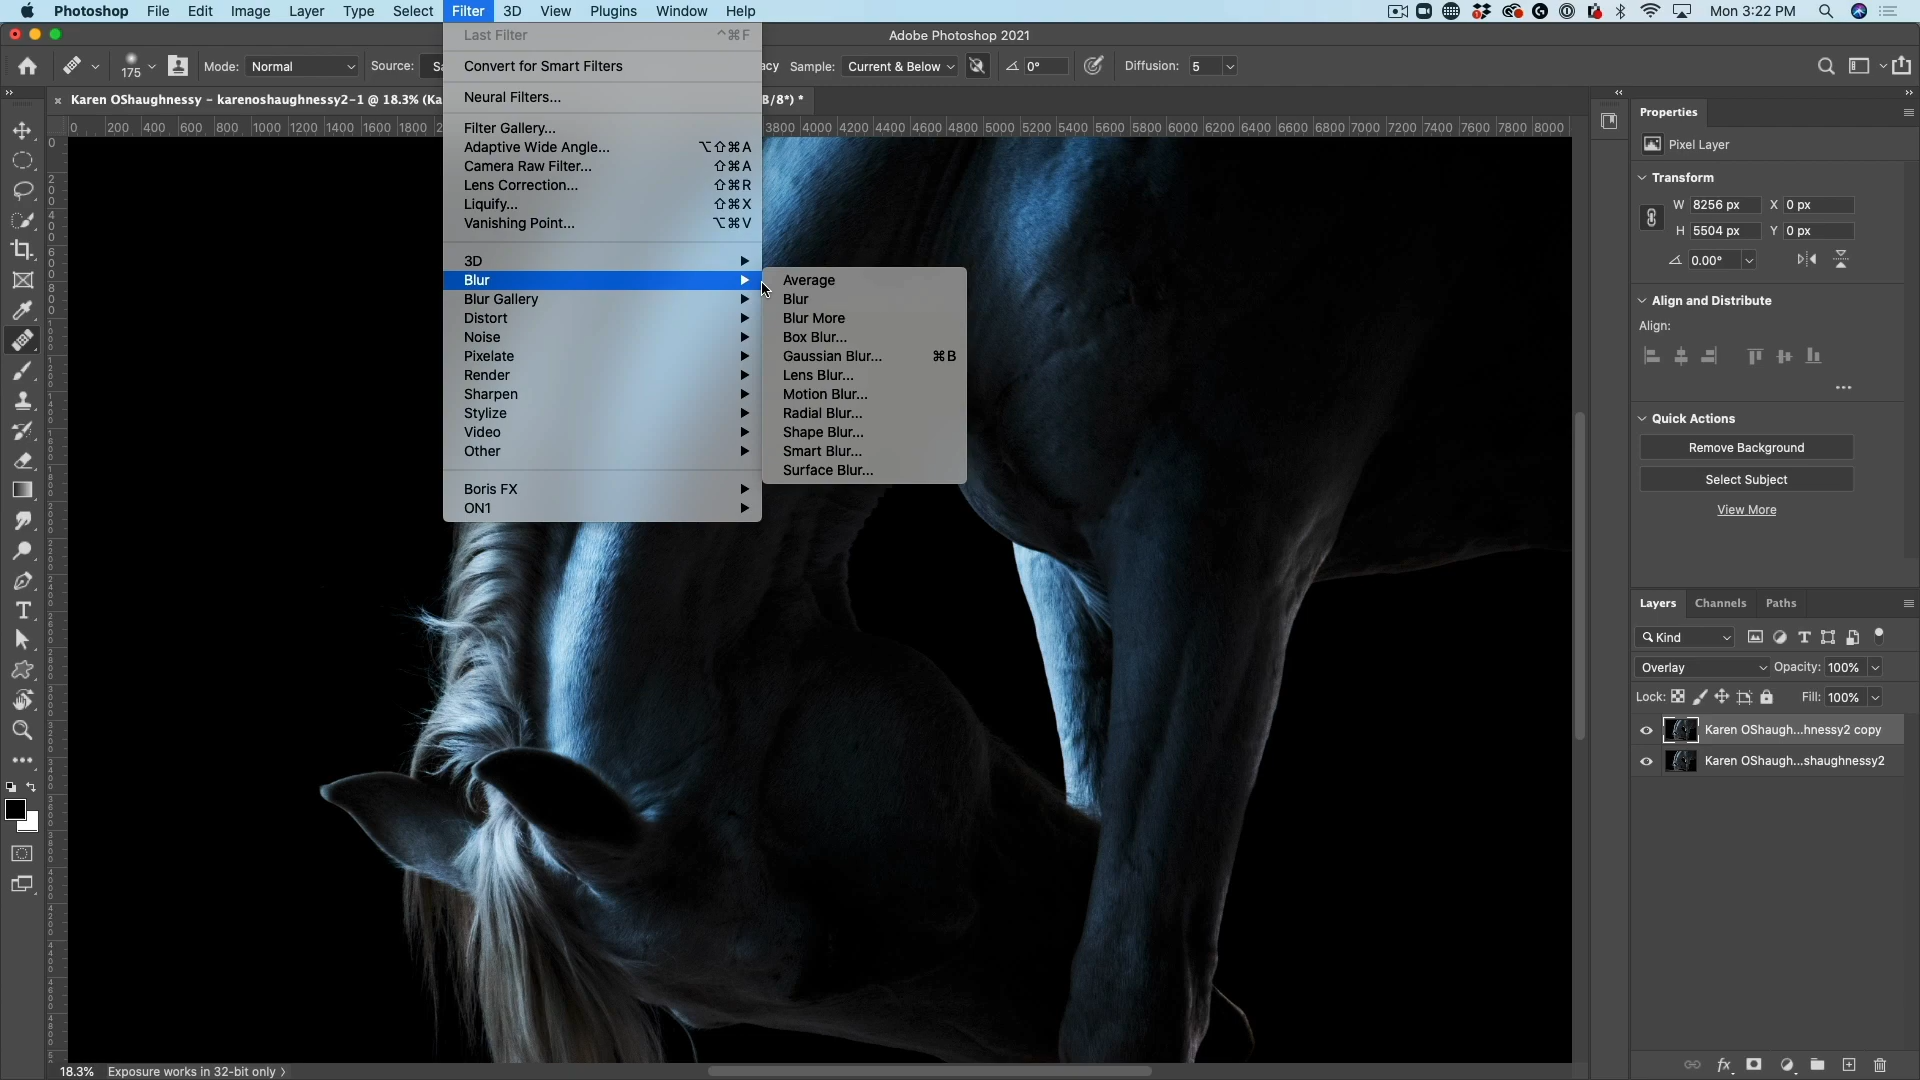 Photoshop File Edit Image Layer Type Select Filter 3D View Plugins Window Help Mon 3:22 PM
Adobe Photoshop 2021
175 Mode: Normal Source: Sa acy Sample: Current & Below 0° Diffusion: 5
Karen OShaughnessy – karenoshaughnessy2-1 @ 18.3% (Ka B/8*) *
0 200 400 600 800 1000 1200 1400 1600 1800 2 3800 4000 4200 4400 4600 4800 5000 5200 5400 5600 5800 6000 6200 6400 6600 6800 7000 7200 7400 7600 7800 8000
Last Filter ^⌘F
Convert for Smart Filters
Neural Filters...
Filter Gallery...
Adaptive Wide Angle... ⌥⇧⌘A
Camera Raw Filter... ⇧⌘A
Lens Correction... ⇧⌘R
Liquify... ⇧⌘X
Vanishing Point... ⌥⌘V
3D
Blur
Blur Gallery
Distort
Noise
Pixelate
Render
Sharpen
Stylize
Video
Other
Boris FX
ON1
Average
Blur
Blur More
Box Blur...
Gaussian Blur... ⌘B
Lens Blur...
Motion Blur...
Radial Blur...
Shape Blur...
Smart Blur...
Surface Blur...
Properties
Pixel Layer
Transform
W 8256 px X 0 px
H 5504 px Y 0 px
0.00°
Align and Distribute
Align:
Quick Actions
Remove Background
Select Subject
View More
Layers Channels Paths
Kind
Overlay Opacity: 100%
Lock: Fill: 100%
Karen OShaugh...hnessy2 copy
Karen OShaugh...shaughnessy2
18.3% Exposure works in 32-bit only